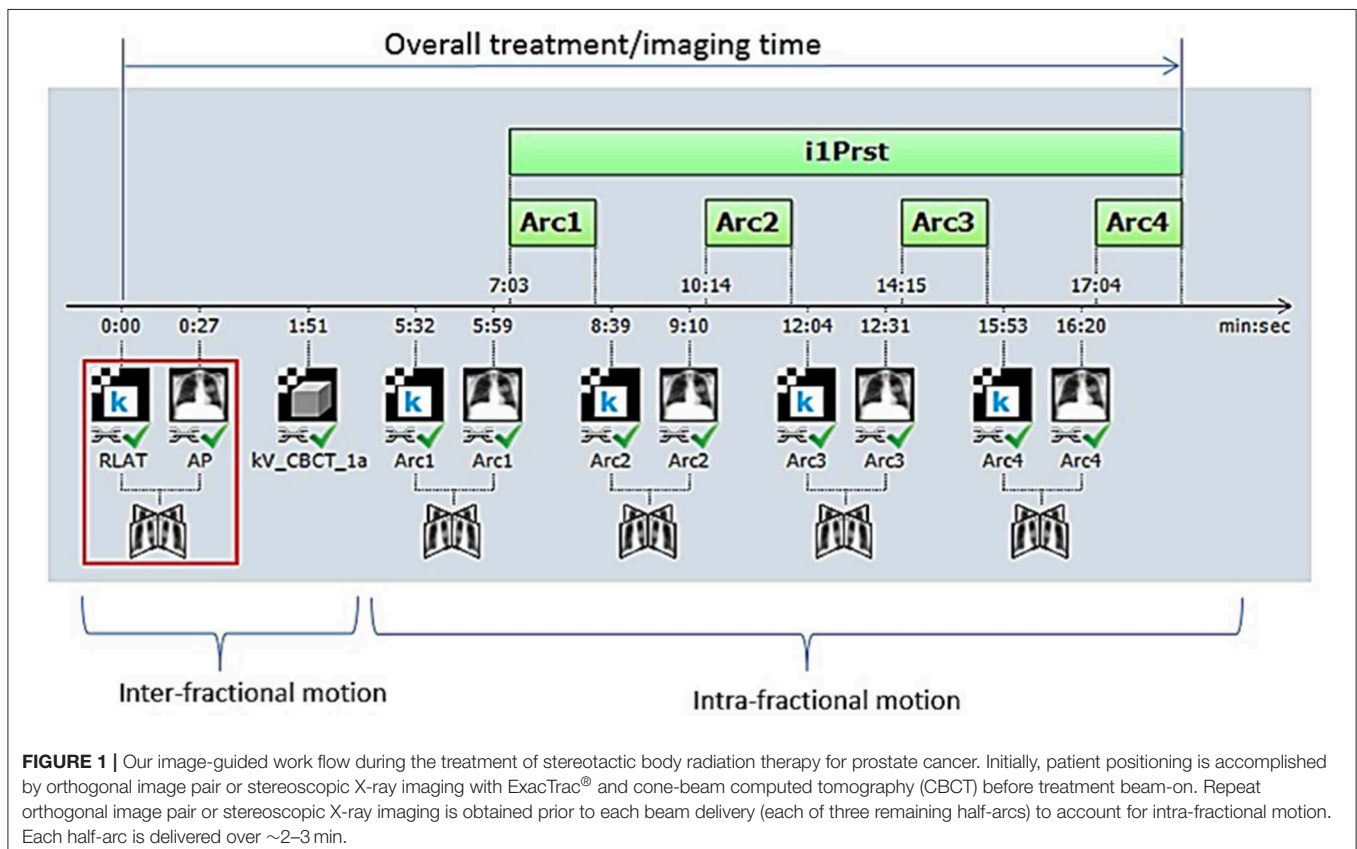 Overall treatment/imaging time
i1Prst
Arc1 Arc2 Arc3 Arc4
7:03 10:14 14:15 17:04
0:00 0:27 1:51 5:32 5:59 8:39 9:10 12:04 12:31 15:53 16:20 min:sec
k k k k k
RLAT AP kV_CBCT_1a Arc1 Arc1 Arc2 Arc2 Arc3 Arc3 Arc4 Arc4
Inter-fractional motion
Intra-fractional motion
FIGURE 1 | Our image-guided work flow during the treatment of stereotactic body radiation therapy for prostate cancer. Initially, patient positioning is accomplished
by orthogonal image pair or stereoscopic X-ray imaging with ExacTrac® and cone-beam computed tomography (CBCT) before treatment beam-on. Repeat
orthogonal image pair or stereoscopic X-ray imaging is obtained prior to each beam delivery (each of three remaining half-arcs) to account for intra-fractional motion.
Each half-arc is delivered over ∼2–3 min.